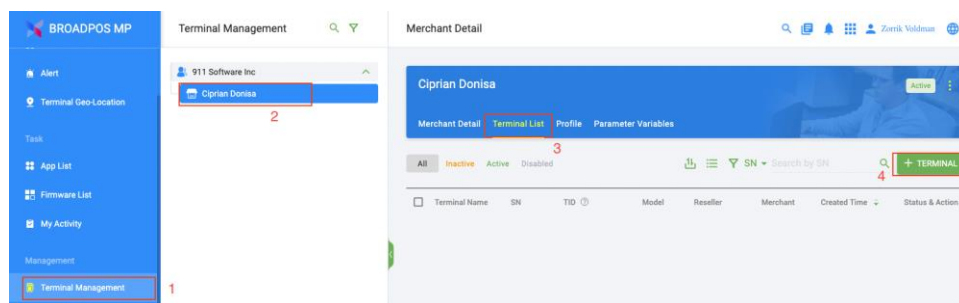 BROADPOS MP
Terminal Management
Merchant Detail
Zorrik Voldman
Alert
Terminal Geo-Location
Task
App List
Firmware List
My Activity
Management
Terminal Management
1
911 Software Inc
Ciprian Donisa
2
Ciprian Donisa
Active
Merchant Detail Terminal List Profile Parameter Variables
3
All Inactive Active Disabled
SN Search by SN
4
+ TERMINAL
Terminal Name SN TID Model Reseller Merchant Created Time Status & Action